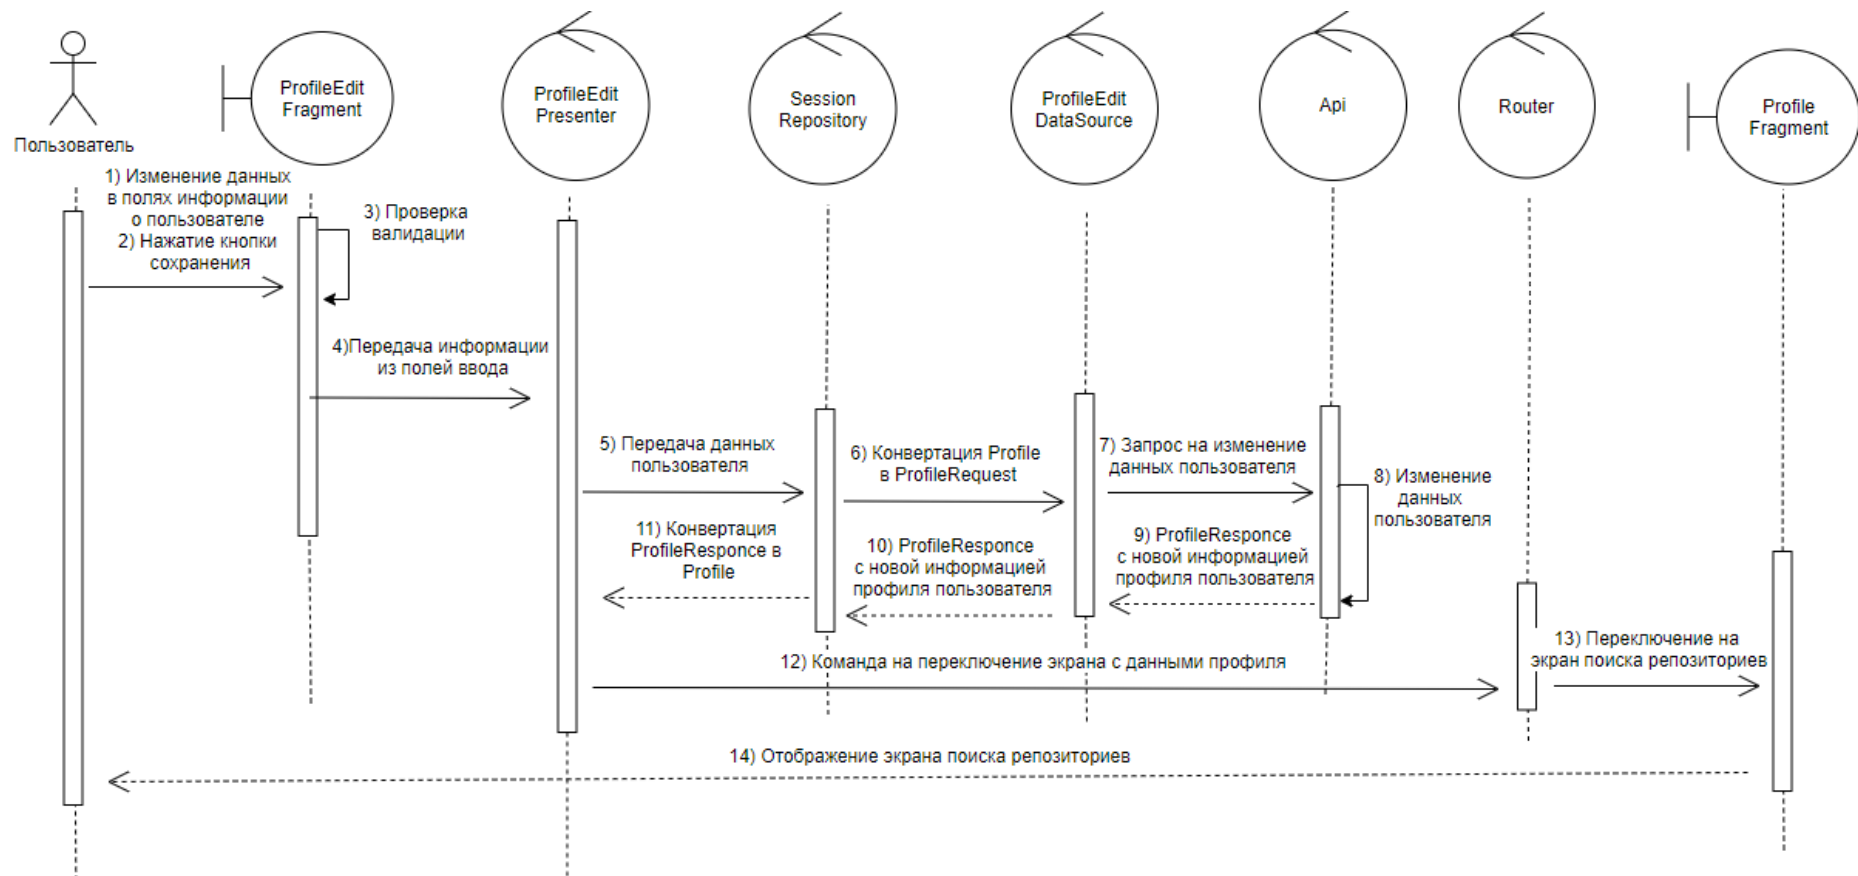 Пользователь
ProfileEdit
Fragment
ProfileEdit
Presenter
Session
Repository
ProfileEdit
DataSource
Api
Router
Profile
Fragment
1) Изменение данных
в полях информации
о пользователе
2) Нажатие кнопки
сохранения
3) Проверка
валидации
4)Передача информации
из полей ввода
5) Передача данных
пользователя
6) Конвертация Profile
в ProfileRequest
7) Запрос на изменение
данных пользователя
8) Изменение
данных
пользователя
9) ProfileResponce
с новой информацией
профиля пользователя
10) ProfileResponce
с новой информацией
профиля пользователя
11) Конвертация
ProfileResponce в
Profile
12) Команда на переключение экрана с данными профиля
13) Переключение на
экран поиска репозиториев
14) Отображение экрана поиска репозиториев